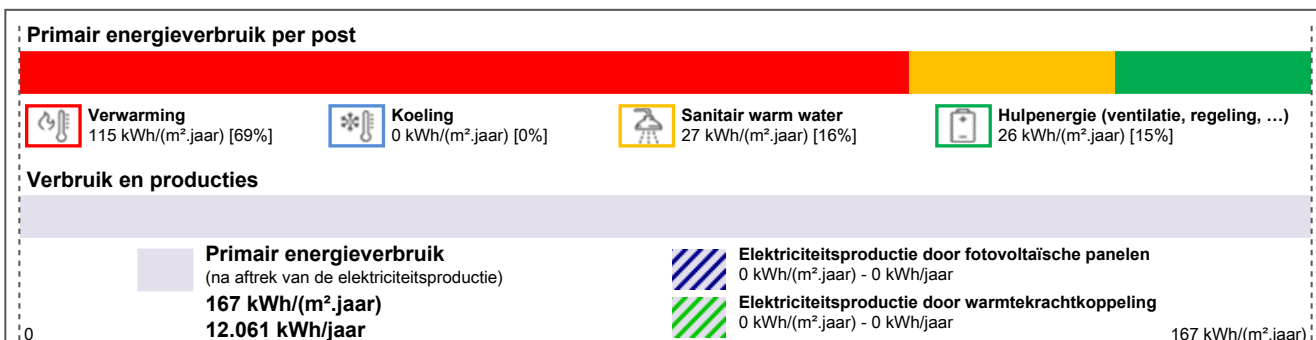 Primair energieverbruik per post
Verwarming
115 kWh/(m².jaar) [69%]
Koeling
0 kWh/(m².jaar) [0%]
Sanitair warm water
27 kWh/(m².jaar) [16%]
Hulpenergie (ventilatie, regeling, …)
26 kWh/(m².jaar) [15%]
Verbruik en producties
Primair energieverbruik
(na aftrek van de elektriciteitsproductie)
167 kWh/(m².jaar)
12.061 kWh/jaar
Elektriciteitsproductie door fotovoltaïsche panelen
0 kWh/(m².jaar) - 0 kWh/jaar
Elektriciteitsproductie door warmtekrachtkoppeling
0 kWh/(m².jaar) - 0 kWh/jaar
0
167 kWh/(m².jaar)